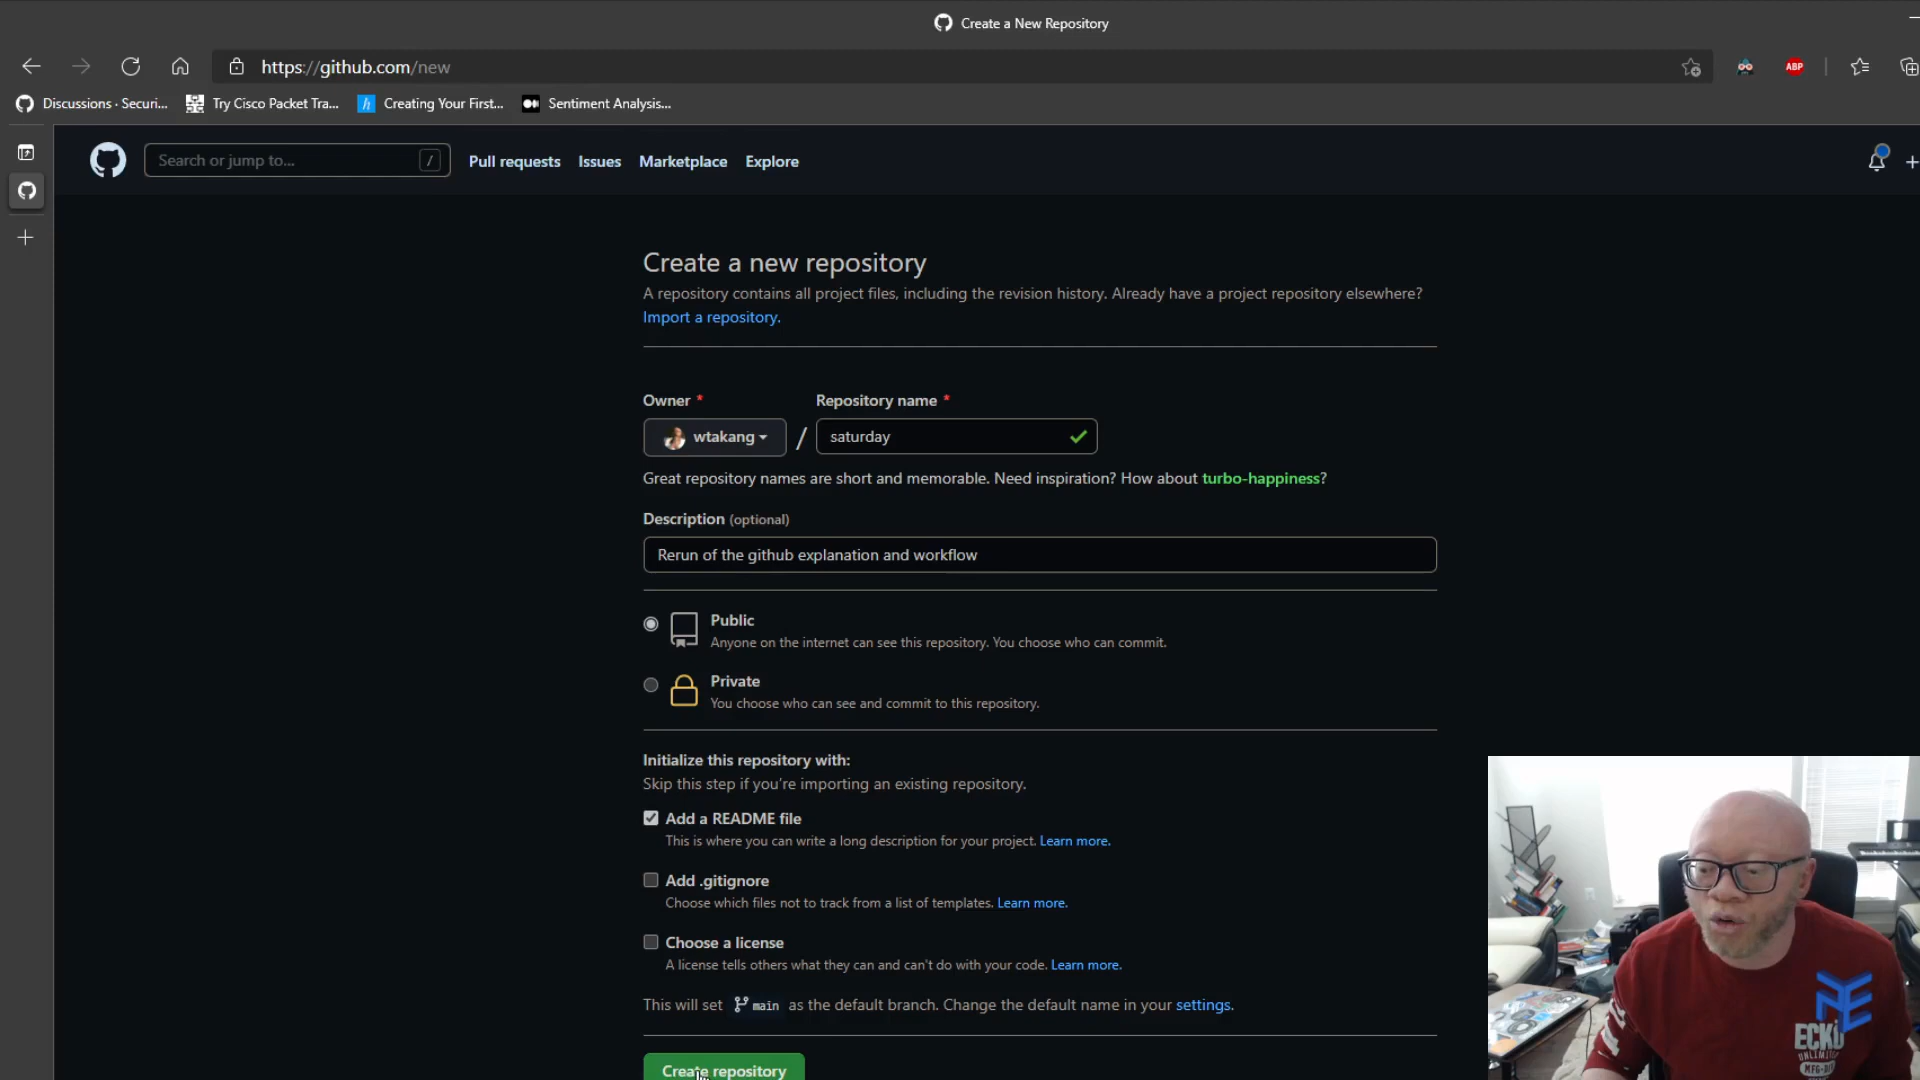 Create a New Repository
https://github.com/new
ABP
Discussions · Securi...
Try Cisco Packet Tra...
Creating Your First...
Sentiment Analysis...
Search or jump to...
/
Pull requests
Issues
Marketplace
Explore
Create a new repository
A repository contains all project files, including the revision history. Already have a project repository elsewhere?
Import a repository.
Owner *
Repository name *
wtakang
/
saturday
Great repository names are short and memorable. Need inspiration? How about turbo-happiness?
Description (optional)
Rerun of the github explanation and workflow
Public
Anyone on the internet can see this repository. You choose who can commit.
Private
You choose who can see and commit to this repository.
Initialize this repository with:
Skip this step if you're importing an existing repository.
Add a README file
This is where you can write a long description for your project. Learn more.
Add .gitignore
Choose which files not to track from a list of templates. Learn more.
Choose a license
A license tells others what they can and can't do with your code. Learn more.
This will set main as the default branch. Change the default name in your settings.
Create repository
ECKO
UNLIMITED